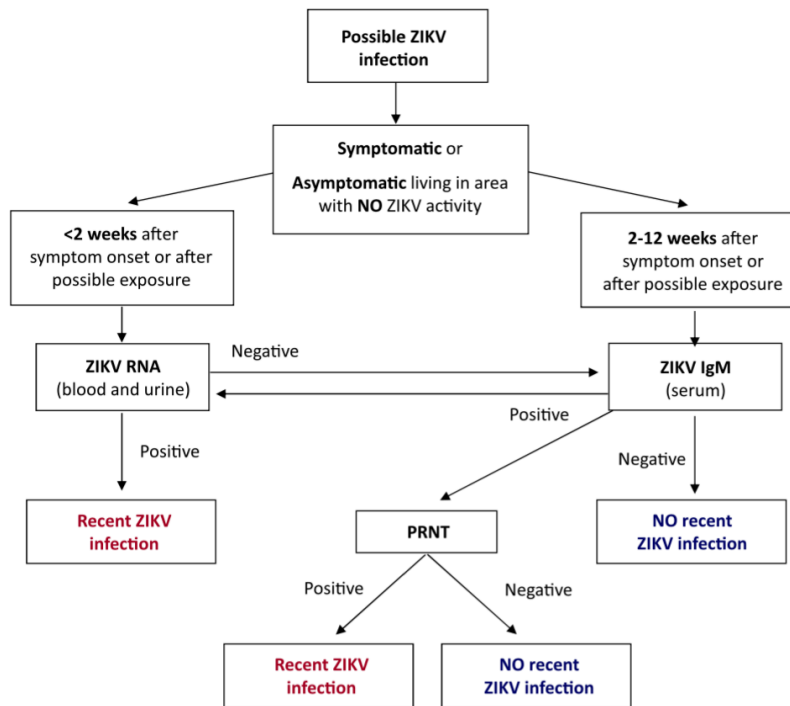 Possible ZIKV
infection
Symptomatic or
Asymptomatic living in area
with NO ZIKV activity
<2 weeks after
symptom onset or after
possible exposure
2-12 weeks after
symptom onset or
after possible exposure
ZIKV RNA
(blood and urine)
Negative
ZIKV IgM
(serum)
Positive
Positive
Negative
Recent ZIKV
infection
PRNT
NO recent
ZIKV infection
Positive
Negative
Recent ZIKV
infection
NO recent
ZIKV infection